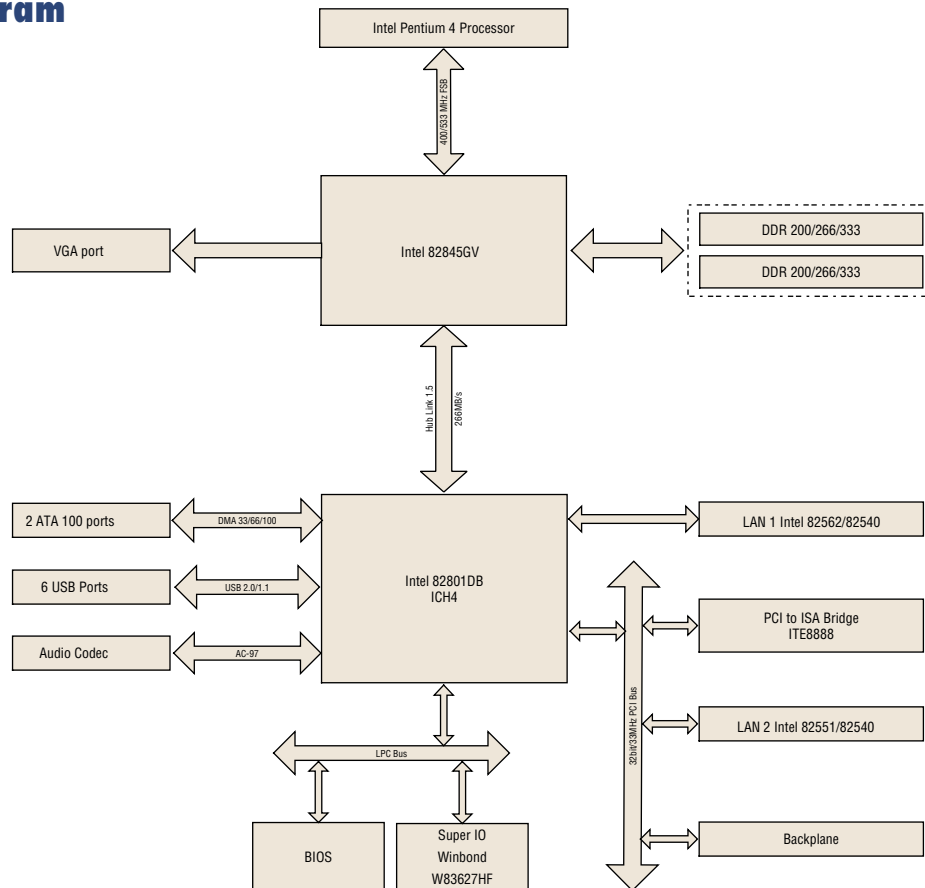 ram
Intel Pentium 4 Processor
400/533 MHz FSB
VGA port
Intel 82845GV
DDR 200/266/333
DDR 200/266/333
Hub Link 1.5
266MB/s
2 ATA 100 ports
DMA 33/66/100
6 USB Ports
USB 2.0/1.1
Audio Codec
AC-97
Intel 82801DB
ICH4
LAN 1 Intel 82562/82540
PCI to ISA Bridge
ITE8888
32bit/33MHz PCI Bus
LAN 2 Intel 82551/82540
LPC Bus
BIOS
Super IO
Winbond
W83627HF
Backplane